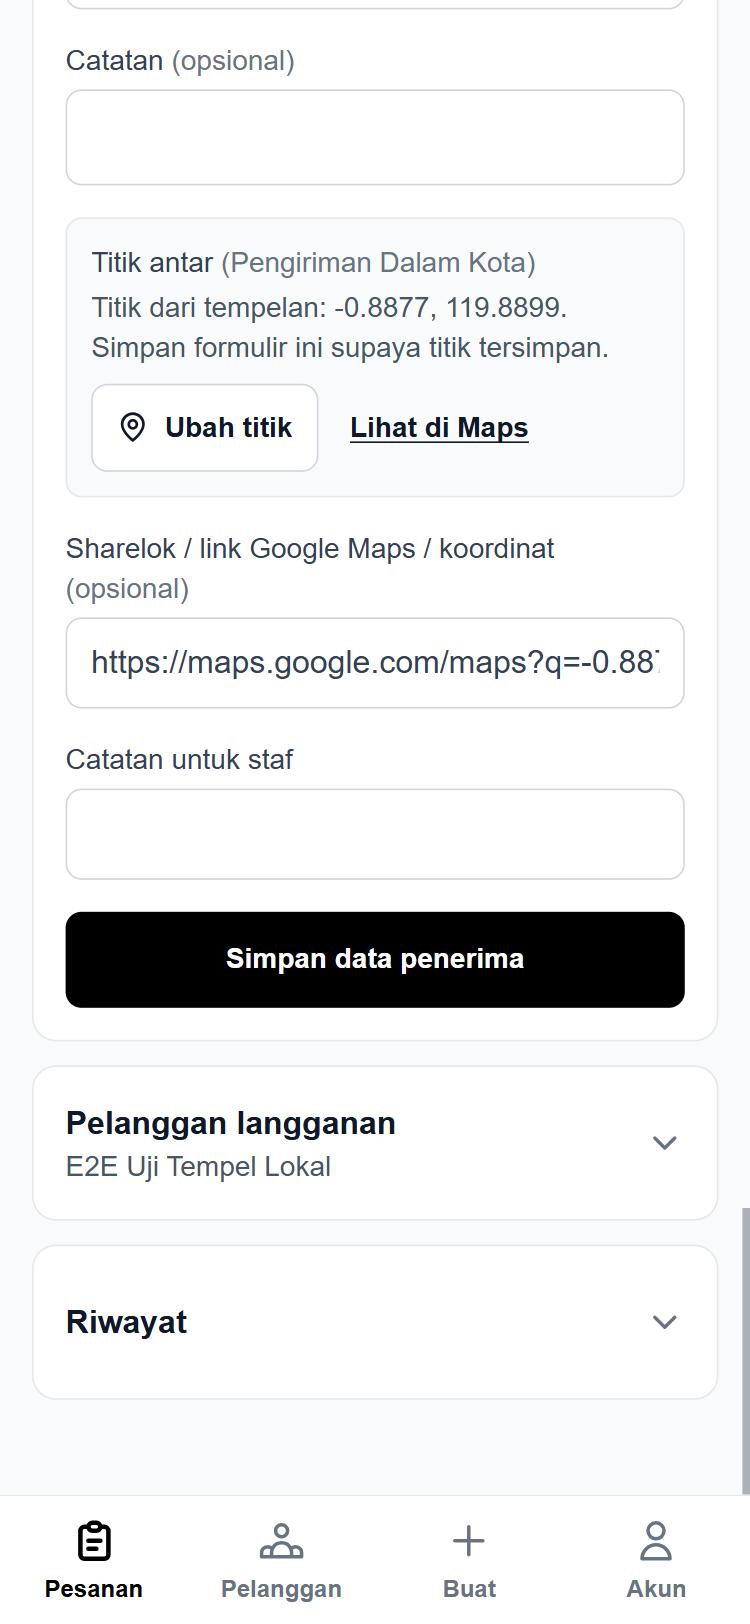 Catatan (opsional)
Titik antar (Pengiriman Dalam Kota)
Titik dari tempelan: -0.8877, 119.8899.
Simpan formulir ini supaya titik tersimpan.
Ubah titik
Lihat di Maps
Sharelok / link Google Maps / koordinat
(opsional)
https://maps.google.com/maps?q=-0.887
Catatan untuk staf
Simpan data penerima
Pelanggan langganan
E2E Uji Tempel Lokal
Riwayat
Pesanan
Pelanggan
Buat
Akun